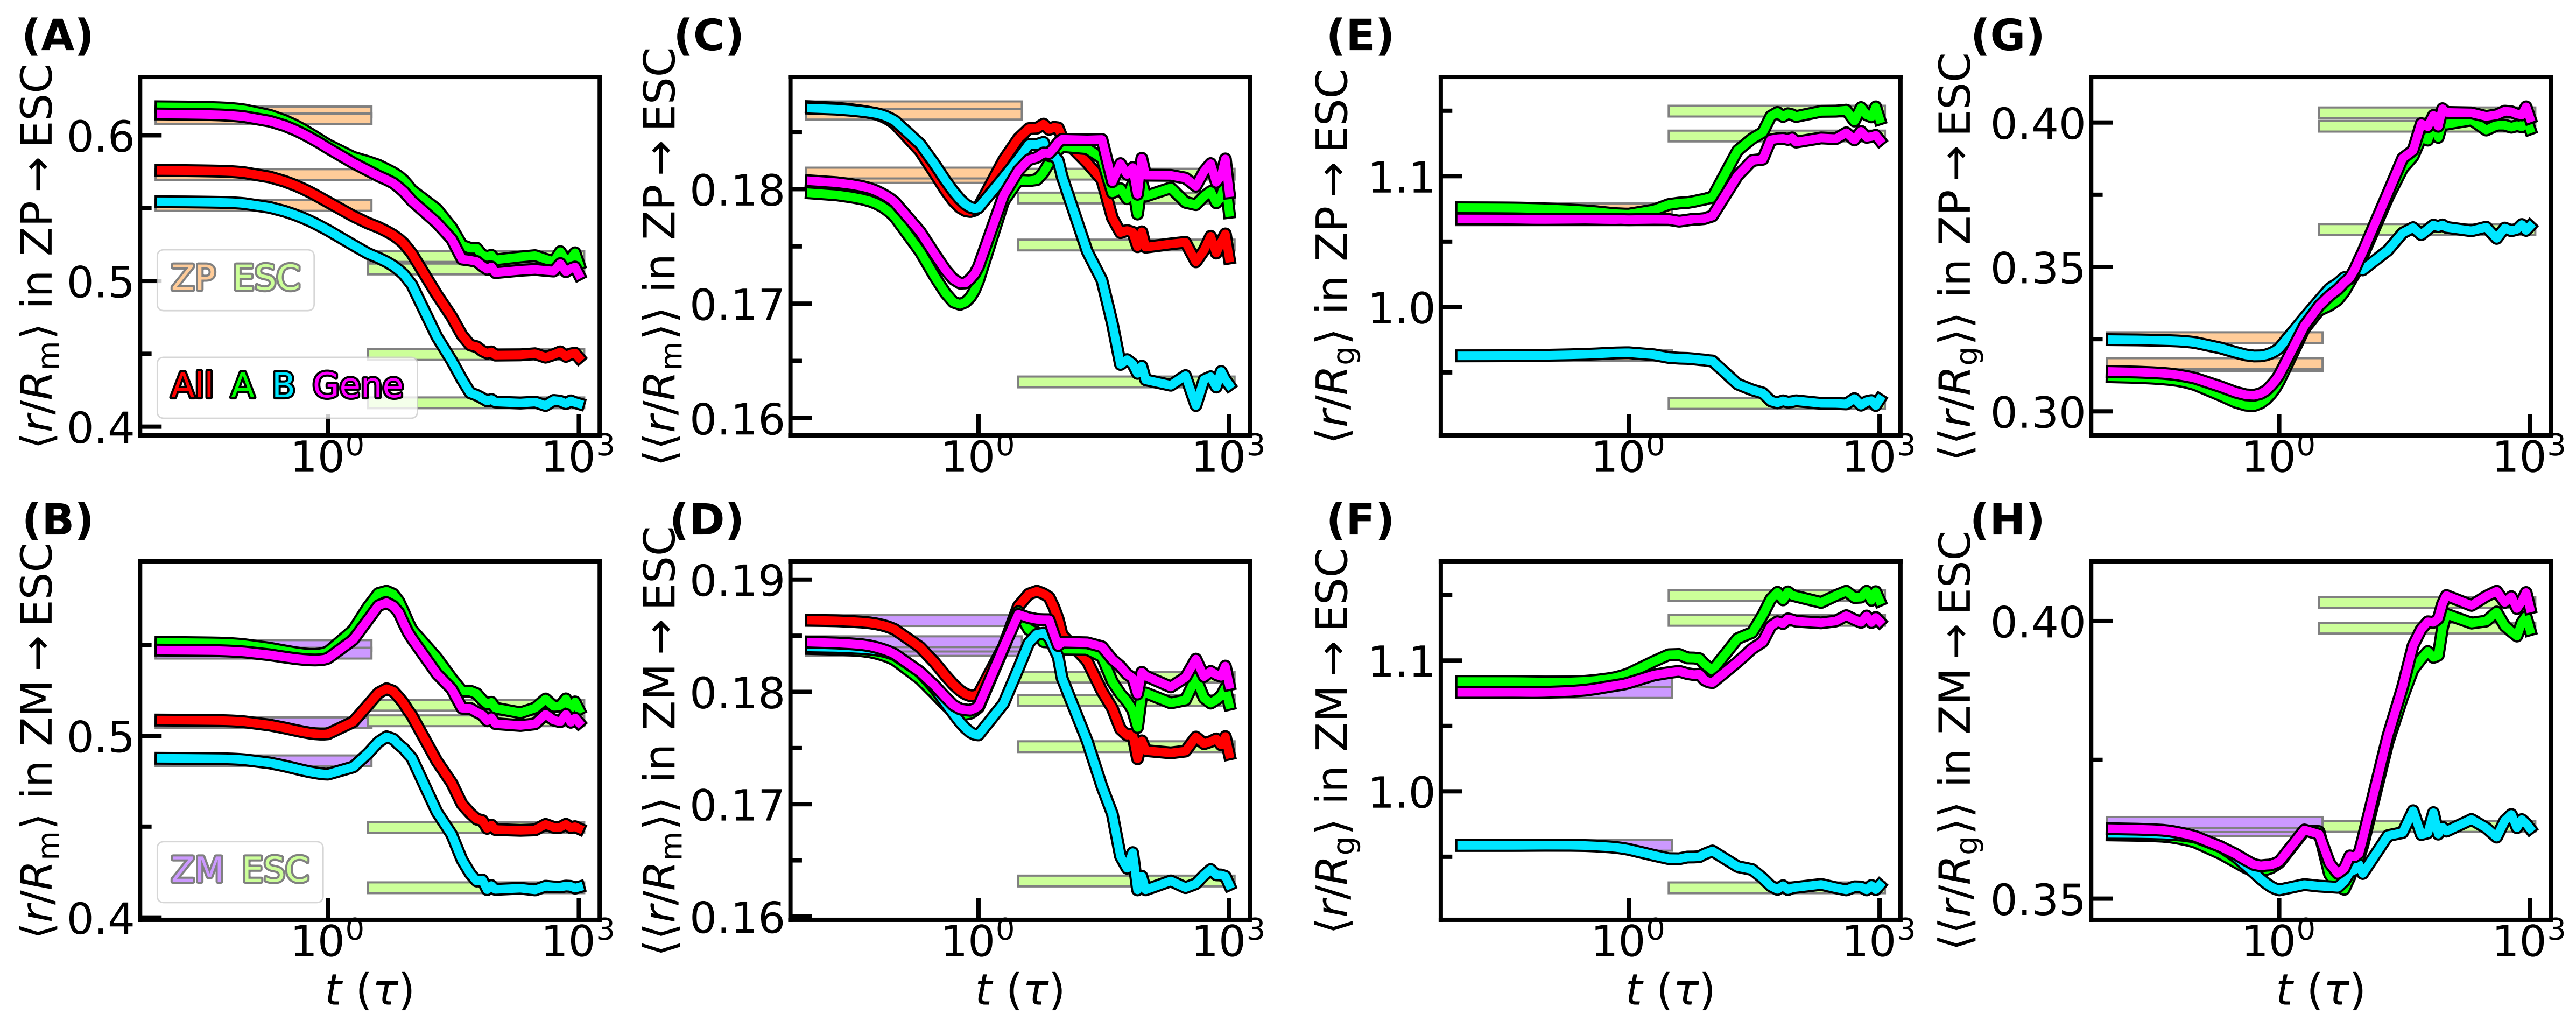 (A)
⟨r/Rm⟩ in ZP→ESC
0.6
0.5
0.4
10^0
10^3
ZP ESC
All A B Gene
(C)
⟨⟨r/Rm⟩⟩ in ZP→ESC
0.18
0.17
0.16
10^0
10^3
(E)
⟨r/Rg⟩ in ZP→ESC
1.1
1.0
10^0
10^3
(G)
⟨⟨r/Rg⟩⟩ in ZP→ESC
0.40
0.35
0.30
10^0
10^3
(B)
⟨r/Rm⟩ in ZM→ESC
0.5
0.4
10^0
10^3
t (τ)
ZM ESC
(D)
⟨⟨r/Rm⟩⟩ in ZM→ESC
0.19
0.18
0.17
0.16
10^0
10^3
t (τ)
(F)
⟨r/Rg⟩ in ZM→ESC
1.1
1.0
10^0
10^3
t (τ)
(H)
⟨⟨r/Rg⟩⟩ in ZM→ESC
0.40
0.35
10^0
10^3
t (τ)